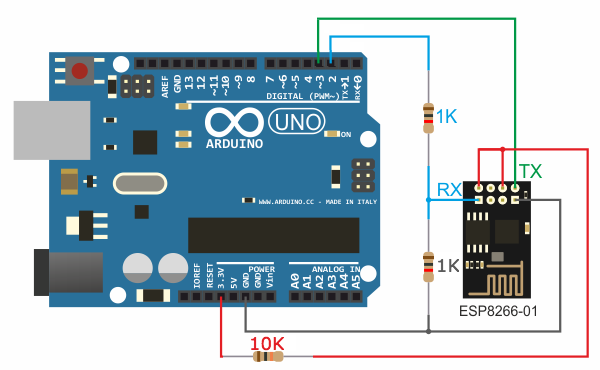 AREF
GND
13
12
~11
~10
~9
8
7
~6
~5
4
~3
2
TX→1
RX←0
DIGITAL (PWM~)
UNO
ARDUINO
ON
1K
TX
RX
WWW.ARDUINO.CC - MADE IN ITALY
1K
ESP8266-01
IOREF
RESET
3.3V
5V
GND
GND
Vin
POWER
ANALOG IN
A0
A1
A2
A3
A4
A5
10K